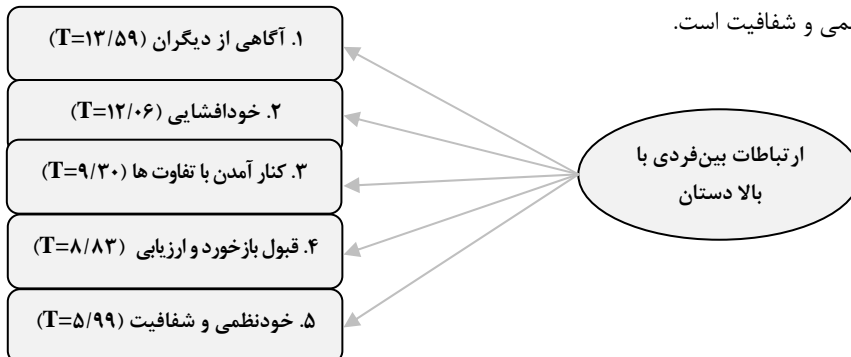 می و شفافیت است.
۱. آگاهی از دیگران (T=۱۳/۵۹)
۲. خودافشایی (T=۱۲/۰۶)
۳. کنار آمدن با تفاوت ها (T=۹/۳۰)
۴. قبول بازخورد و ارزیابی (T=۸/۸۳)
۵. خودنظمی و شفافیت (T=۵/۹۹)
ارتباطات بین‌فردی با
بالا دستان